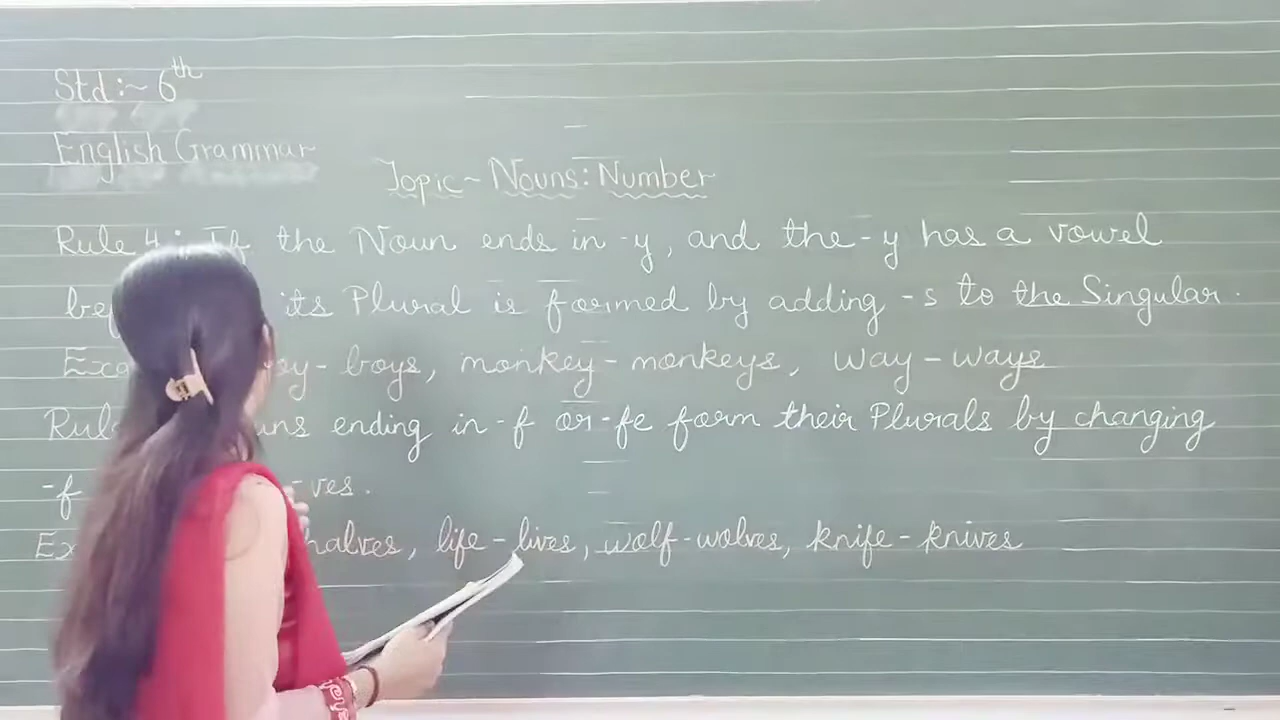 Std :~ 6th
English Grammar
Topic ~ Nouns: Number
Rule 4 : If the Noun ends in -y, and the -y has a vowel
its Plural is formed by adding -s to the Singular.
boys, monkey - monkeys, way - ways
ending in -f or -fe form their Plurals by changing
-f -ves.
halves, life - lives, wolf - wolves, knife - knives